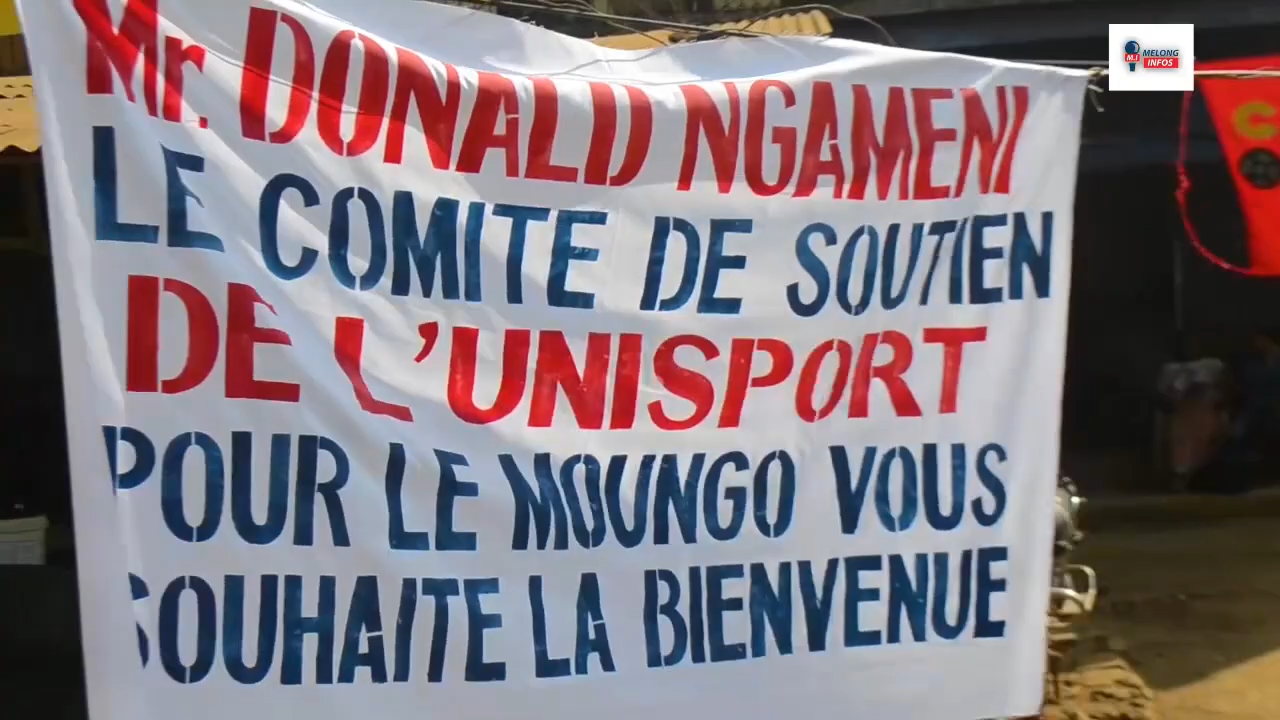 Mr. DONALD NGAMENI
LE COMITE DE SOUTIEN
DE L'UNISPORT
POUR LE MOUNGO VOUS
SOUHAITE LA BIENVENUE
M.I MELONG
INFOS
C